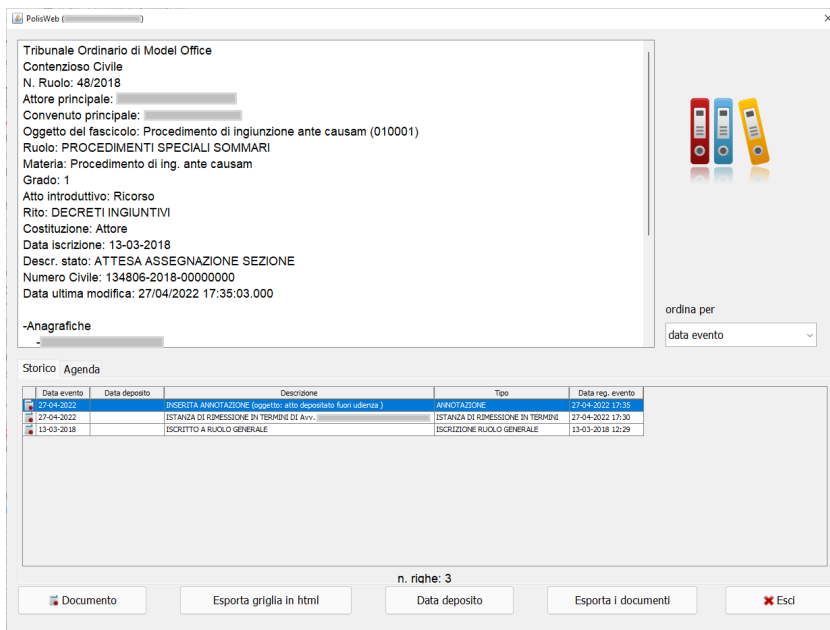 PolisWeb ( )
Tribunale Ordinario di Model Office
Contenzioso Civile
N. Ruolo: 48/2018
Attore principale:
Convenuto principale:
Oggetto del fascicolo: Procedimento di ingiunzione ante causam (010001)
Ruolo: PROCEDIMENTI SPECIALI SOMMARI
Materia: Procedimento di ing. ante causam
Grado: 1
Atto introduttivo: Ricorso
Rito: DECRETI INGIUNTIVI
Costituzione: Attore
Data iscrizione: 13-03-2018
Descr. stato: ATTESA ASSEGNAZIONE SEZIONE
Numero Civile: 134806-2018-00000000
Data ultima modifica: 27/04/2022 17:35:03.000
-Anagrafiche
-
ordina per
data evento
Storico Agenda
Data evento Data deposito Descrizione Tipo Data reg. evento
27-04-2022 INSERITA ANNOTAZIONE (oggetto: atto depositato fuori udienza ) ANNOTAZIONE 27-04-2022 17:35
27-04-2022 ISTANZA DI RIMESSIONE IN TERMINI DI Avv. ISTANZA DI RIMESSIONE IN TERMINI 27-04-2022 17:30
13-03-2018 ISCRITTO A RUOLO GENERALE ISCRIZIONE RUOLO GENERALE 13-03-2018 12:29
n. righe: 3
Documento Esporta griglia in html Data deposito Esporta i documenti Esci